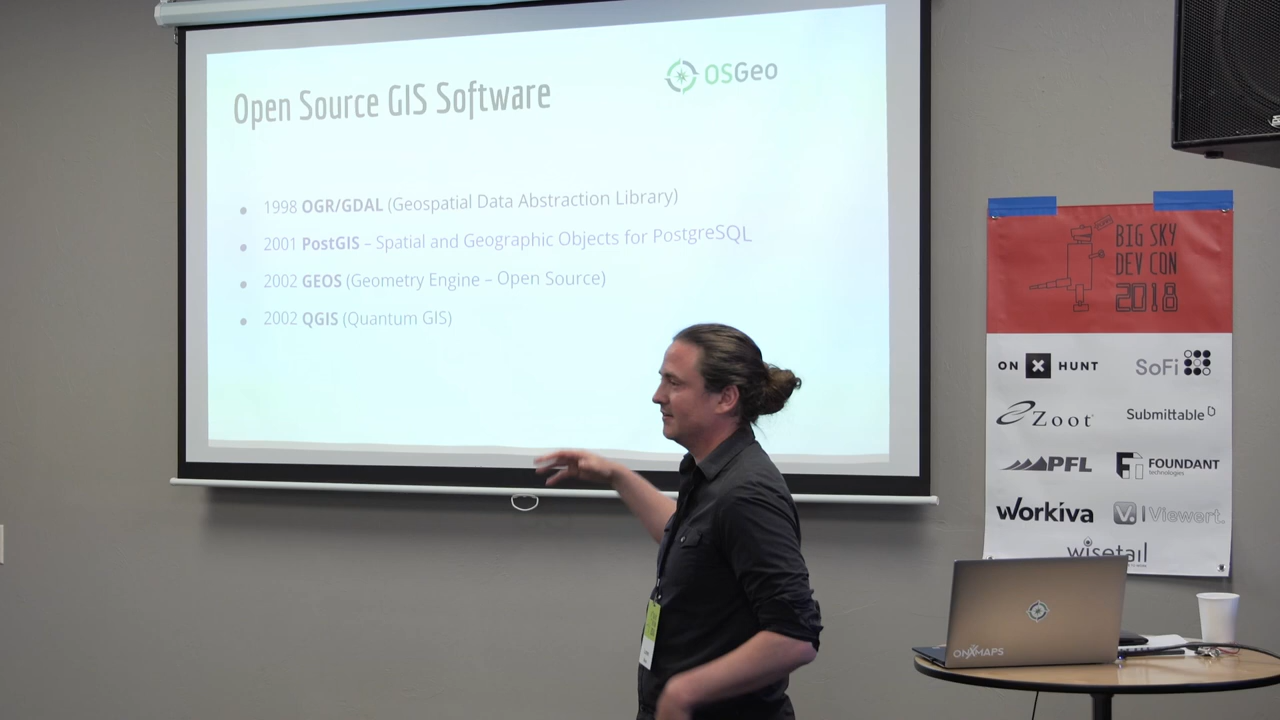 Open Source GIS Software
OSGeo
1998 OGR/GDAL (Geospatial Data Abstraction Library)
2001 PostGIS – Spatial and Geographic Objects for PostgreSQL
2002 GEOS (Geometry Engine – Open Source)
2002 QGIS (Quantum GIS)
BIG SKY
DEV CON
2018
ON X HUNT
SoFi
Zoot
Submittable
PFL
FOUNDANT
technologies
Workiva
V. | Viewert.
wisetail
ONXMAPS